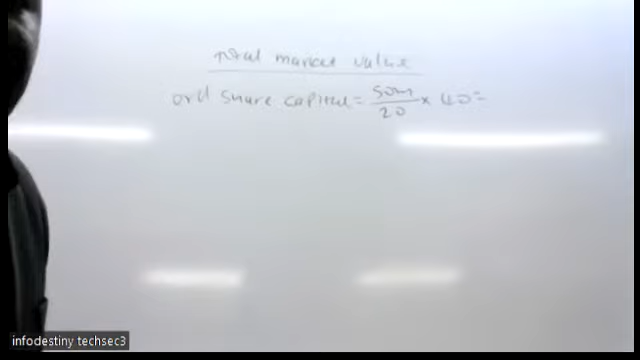 total market value
ord share capital = 50m/20 × 40 =
infodestiny techsec3